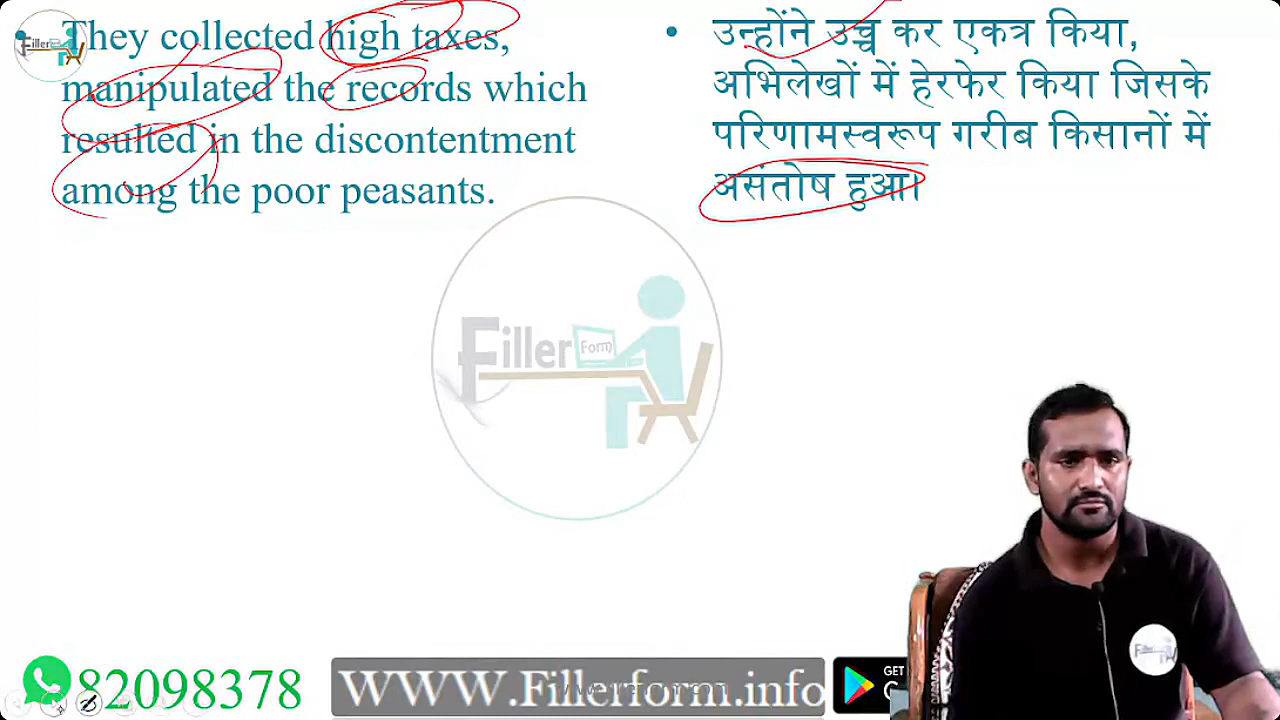 They collected high taxes,
manipulated the records which
resulted in the discontentment
among the poor peasants.
उन्होंने उच्च कर एकत्र किया,
अभिलेखों में हेरफेर किया जिसके
परिणामस्वरूप गरीब किसानों में
असंतोष हुआ।
Filler Form
82098378
WWW.Fillerform.info
GET